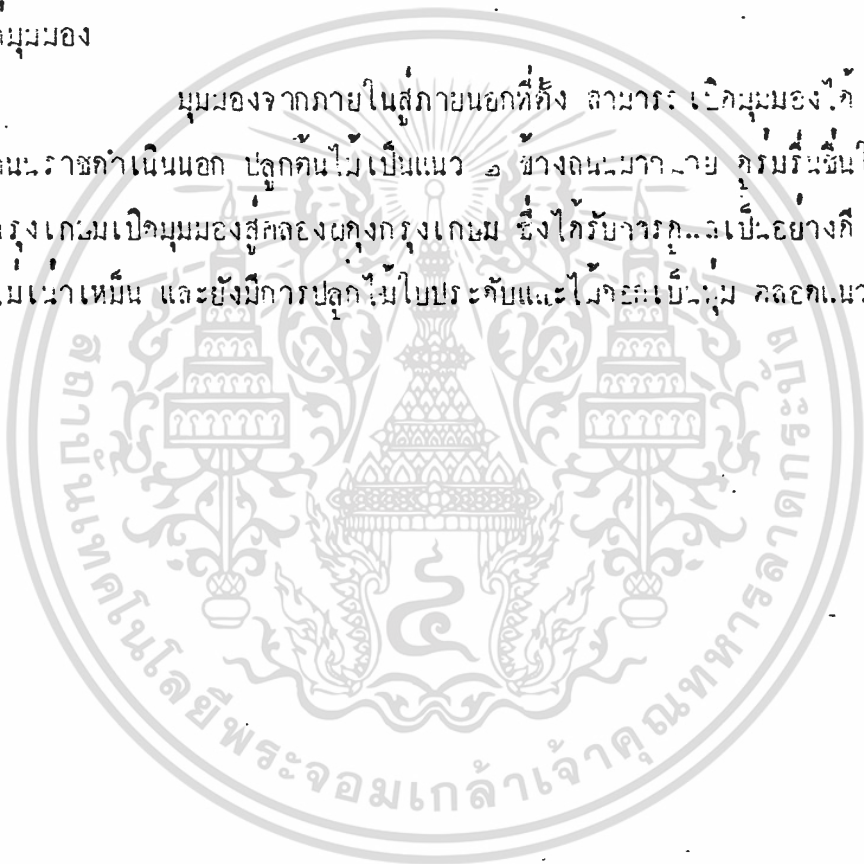 มุมมอง
มุมมองจากภายในสู่ภายนอกที่ตั้ง สามารถ เปิดมุมมองได้
ถนนราชดำเนินนอก ปลูกต้นไม้เป็นแนว ๒ ข้างถนนมากมาย ดูร่มรื่นชื่น
กรุงเกษมเปิดมุมมองสู่คลองผดุงกรุงเกษม ซึ่งได้รับการดูแลเป็นอย่างดี
ไม่เน่าเหม็น และยังมีการปลูกไม้ใบประดับและไม้ดอกเป็นพุ่ม ตลอดแนว
สถาบันเทคโนโลยีพระจอมเกล้าเจ้าคุณทหารลาดกระบัง